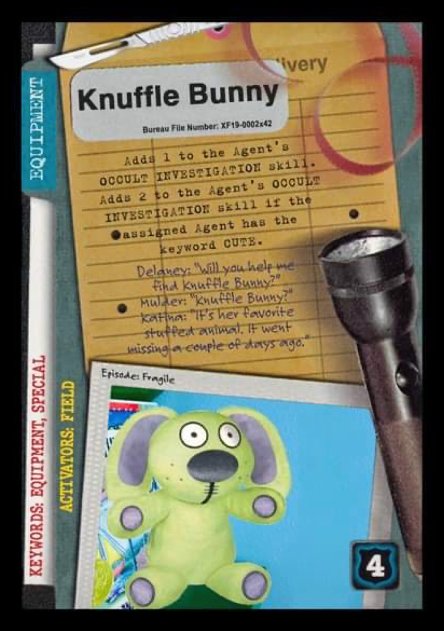 livery
Knuffle Bunny
Bureau File Number: XF19-0002x42
EQUIPMENT
Adds 1 to the Agent's
OCCULT INVESTIGATION skill.
Adds 2 to the Agent's OCCULT
INVESTIGATION skill if the
assigned Agent has the
keyword CUTE.
Delaney: "Will you help me
find Knuffle Bunny?"
Mulder: "Knuffle Bunny?"
Katina: "It's her favorite
stuffed animal. It went
missing a couple of days ago."
KEYWORDS: EQUIPMENT, SPECIAL
ACTIVATORS: FIELD
Episode: Fragile
4